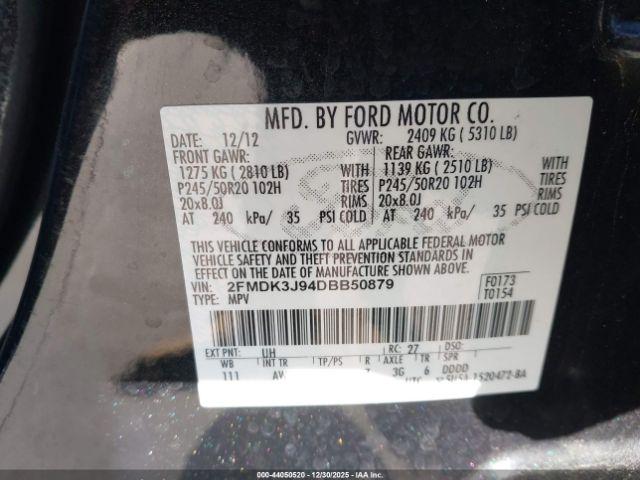 MFD. BY FORD MOTOR CO.
DATE: 12/12 GVWR: 2409 KG ( 5310 LB)
FRONT GAWR: REAR GAWR:
1275 KG ( 2810 LB) WITH 1139 KG ( 2510 LB) WITH
P245/50R20 102H TIRES P245/50R20 102H TIRES
20x8.0J RIMS 20x8.0J RIMS
AT 240 kPa/ 35 PSI COLD AT 240 kPa/ 35 PSI COLD
THIS VEHICLE CONFORMS TO ALL APPLICABLE FEDERAL MOTOR
VEHICLE SAFETY AND THEFT PREVENTION STANDARDS IN
EFFECT ON THE DATE OF MANUFACTURE SHOWN ABOVE.
VIN: 2FMDK3J94DBB50879 F0173
TYPE: MPV T0154
EXT PNT: UH RC: 27 DSO:
WB INT TR TP/PS R AXLE TR SPR
111 AV 3G 6 DDDD
UTC
000-44050520 - 12/30/2025 - IAAI.CA